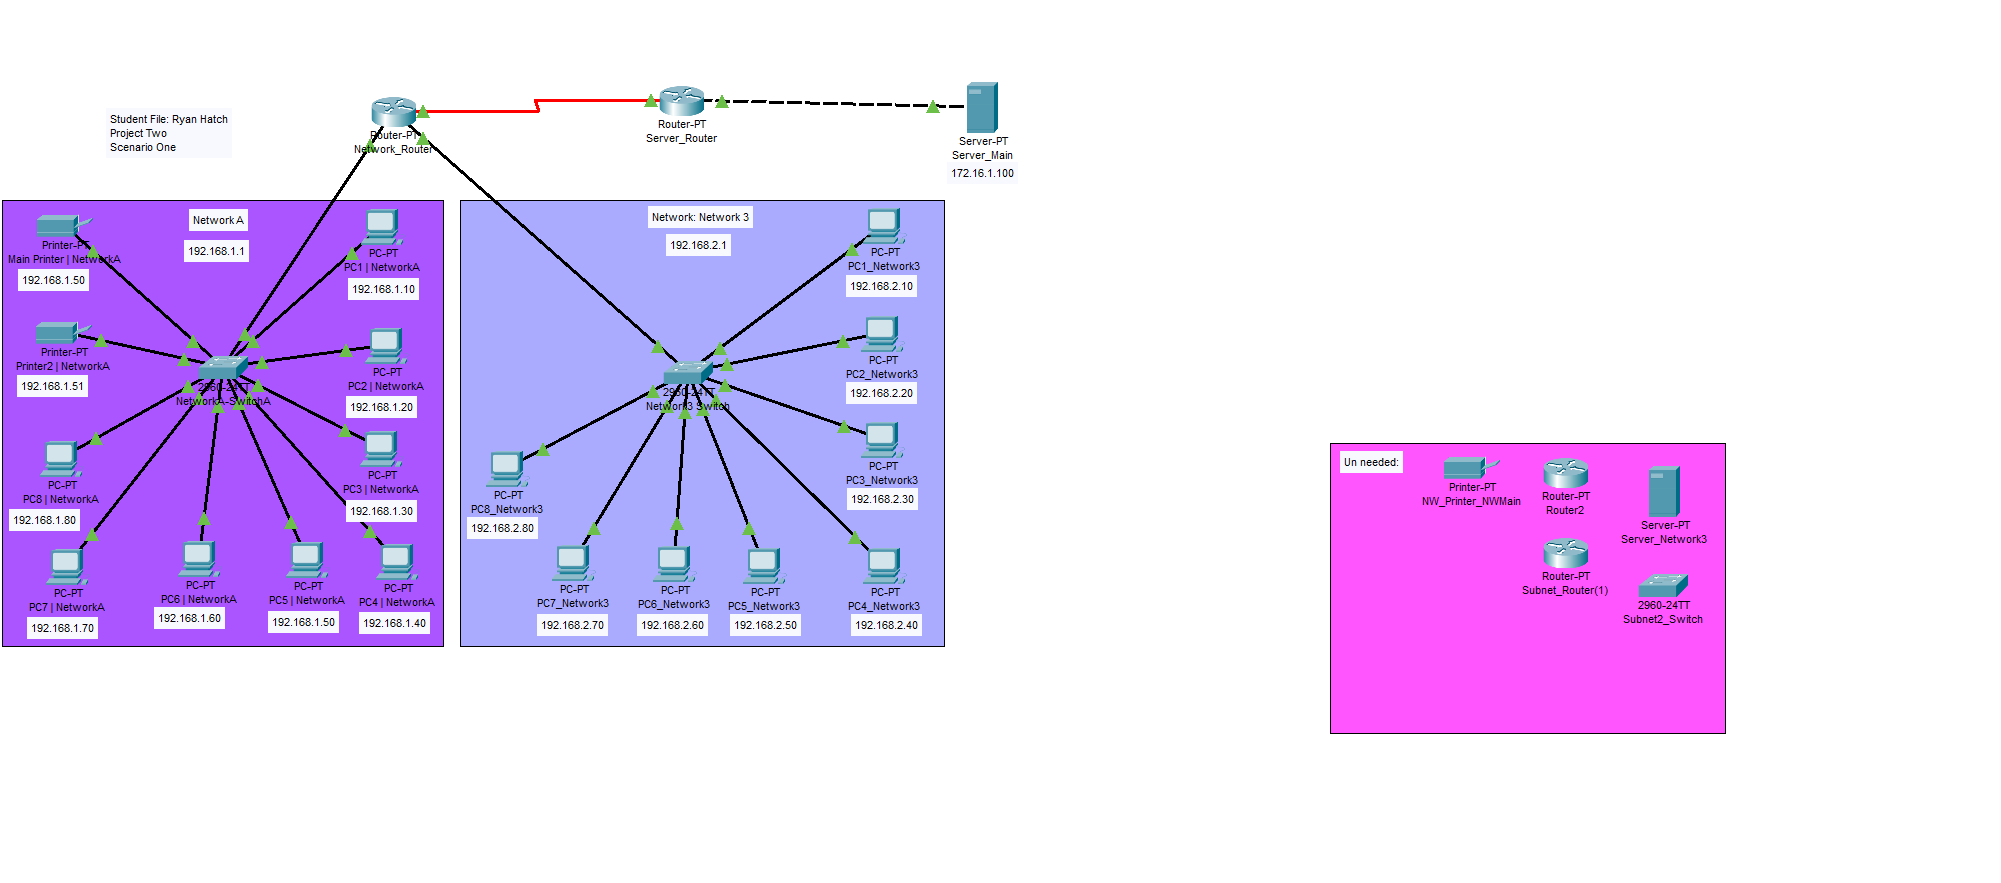 Student File: Ryan Hatch
Project Two
Scenario One
Router-PT
Network_Router
Router-PT
Server_Router
Server-PT
Server_Main
172.16.1.100
Network A
192.168.1.1
Printer-PT
Main Printer | NetworkA
192.168.1.50
PC-PT
PC1 | NetworkA
192.168.1.10
Printer-PT
Printer2 | NetworkA
192.168.1.51
PC-PT
PC2 | NetworkA
192.168.1.20
2960-24TT
NetworkA-SwitchA
PC-PT
PC3 | NetworkA
192.168.1.30
PC-PT
PC8 | NetworkA
192.168.1.80
PC-PT
PC7 | NetworkA
192.168.1.70
PC-PT
PC6 | NetworkA
192.168.1.60
PC-PT
PC5 | NetworkA
192.168.1.50
PC-PT
PC4 | NetworkA
192.168.1.40
Network: Network 3
192.168.2.1
PC-PT
PC1_Network3
192.168.2.10
PC-PT
PC2_Network3
192.168.2.20
2960-24TT
Network3 Switch
PC-PT
PC3_Network3
192.168.2.30
PC-PT
PC8_Network3
192.168.2.80
PC-PT
PC7_Network3
192.168.2.70
PC-PT
PC6_Network3
192.168.2.60
PC-PT
PC5_Network3
192.168.2.50
PC-PT
PC4_Network3
192.168.2.40
Un needed:
Printer-PT
NW_Printer_NWMain
Router-PT
Router2
Server-PT
Server_Network3
Router-PT
Subnet_Router(1)
2960-24TT
Subnet2_Switch